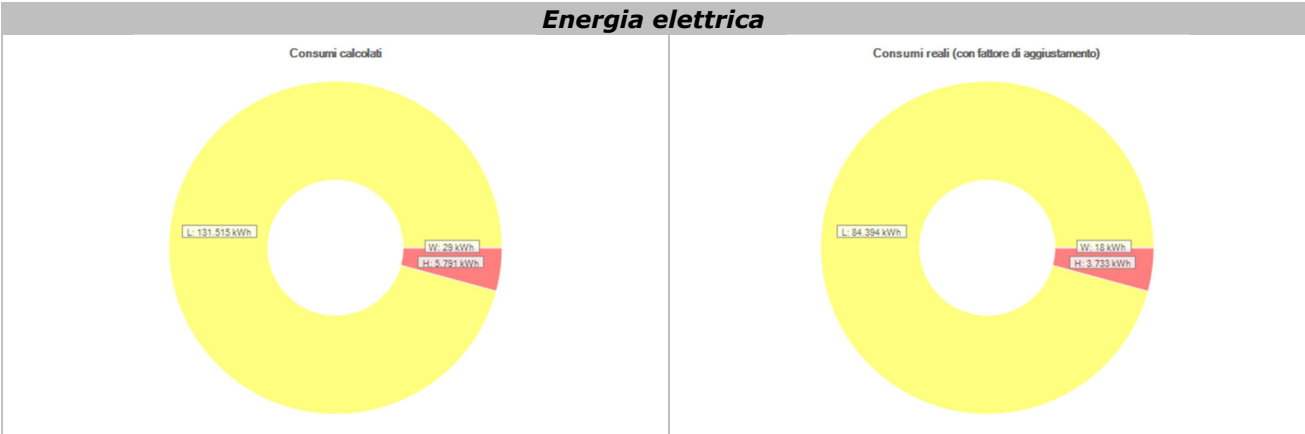 Energia elettrica
Consumi calcolati
L: 131.515 kWh
W: 29 kWh
H: 5.791 kWh
Consumi reali (con fattore di aggiustamento)
L: 84.394 kWh
W: 18 kWh
H: 3.733 kWh